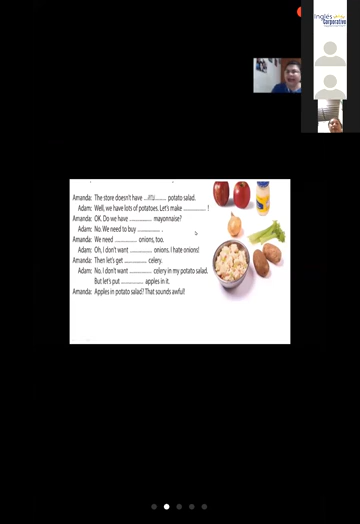 Inglés
Corporativo
Amanda: The store doesn't have ...any........ potato salad.
Adam: Well, we have lots of potatoes. Let's make ................ !
Amanda: OK. Do we have ................ mayonnaise?
Adam: No. We need to buy ................ .
Amanda: We need ................ onions, too.
Adam: Oh, I don't want ................ onions. I hate onions!
Amanda: Then let's get ................ celery.
Adam: No. I don't want ................ celery in my potato salad.
But let's put ................ apples in it.
Amanda: Apples in potato salad? That sounds awful!